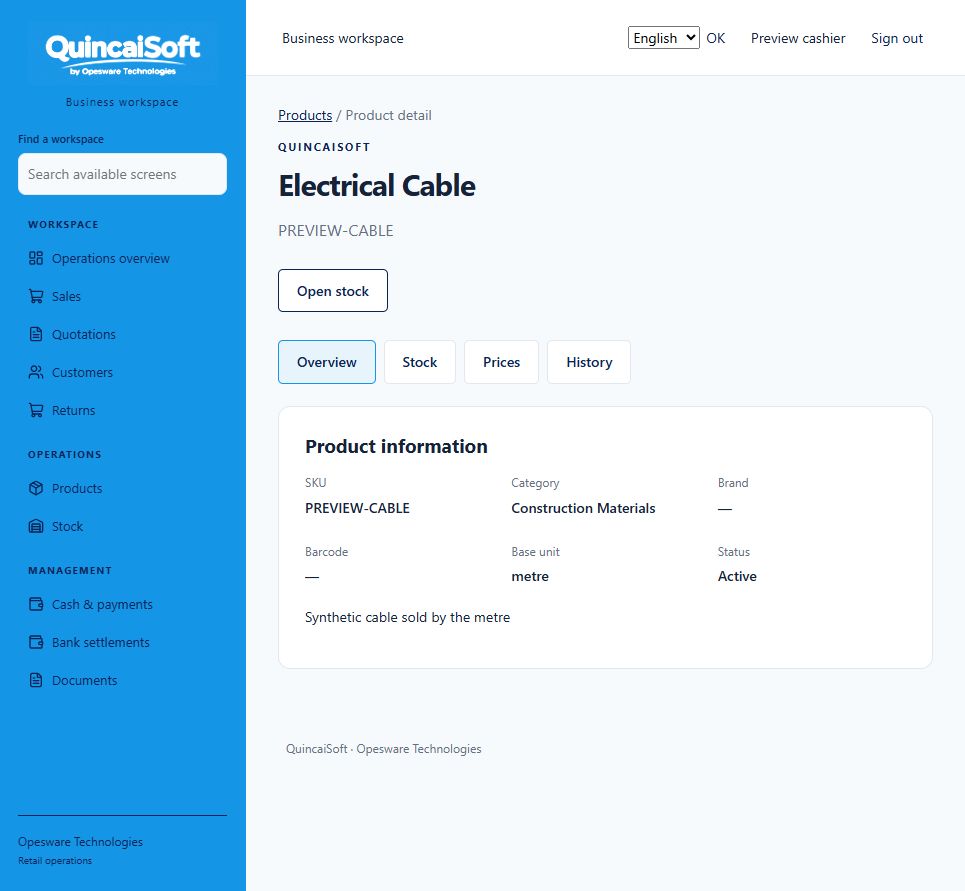 QuincaiSoft
by Opesware Technologies
Business workspace
Find a workspace
Search available screens
WORKSPACE
Operations overview
Sales
Quotations
Customers
Returns
OPERATIONS
Products
Stock
MANAGEMENT
Cash & payments
Bank settlements
Documents
Opesware Technologies
Retail operations
Business workspace
English OK Preview cashier Sign out
Products / Product detail
QUINCAISOFT
Electrical Cable
PREVIEW-CABLE
Open stock
Overview Stock Prices History
Product information
SKU Category Brand
PREVIEW-CABLE Construction Materials —
Barcode Base unit Status
— metre Active
Synthetic cable sold by the metre
QuincaiSoft · Opesware Technologies